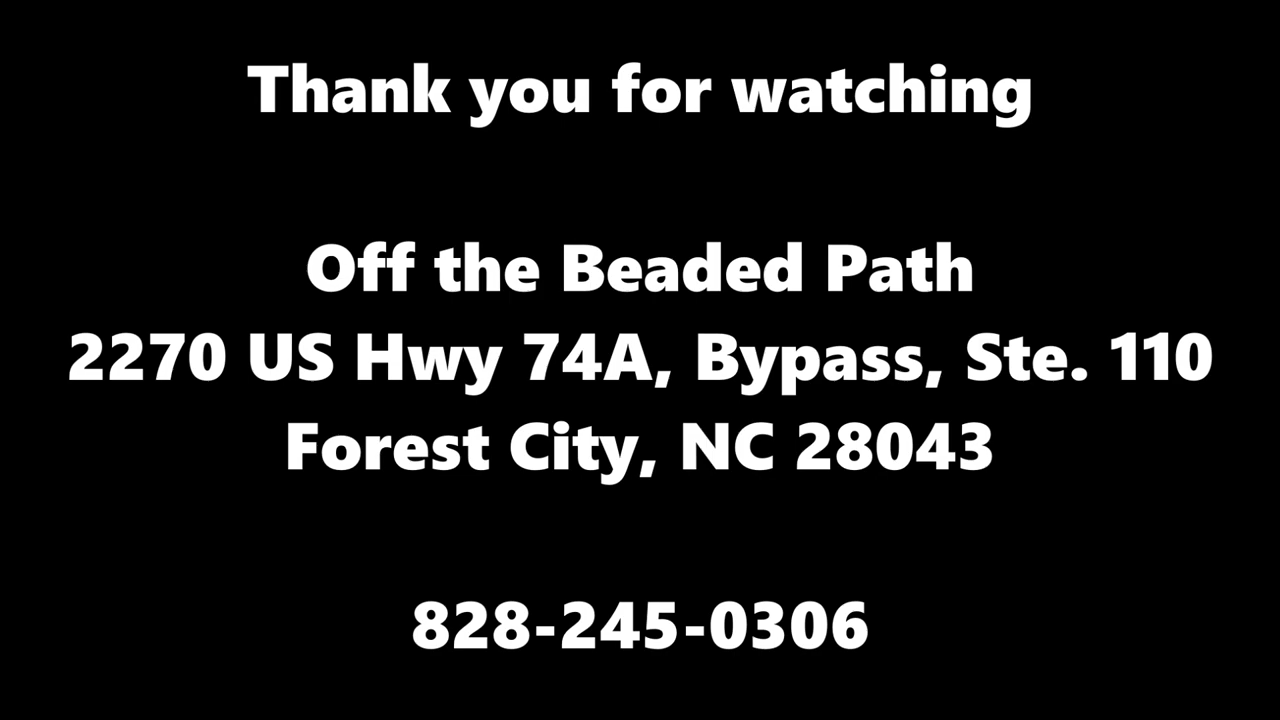 Thank you for watching
Off the Beaded Path
2270 US Hwy 74A, Bypass, Ste. 110
Forest City, NC 28043
828-245-0306